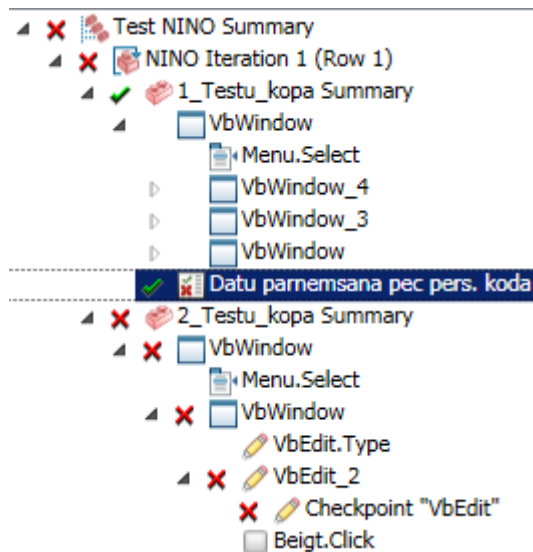 Test NINO Summary
NINO Iteration 1 (Row 1)
1_Testu_kopa Summary
VbWindow
Menu.Select
VbWindow_4
VbWindow_3
VbWindow
Datu parnemsana pec pers. koda
2_Testu_kopa Summary
VbWindow
Menu.Select
VbWindow
VbEdit.Type
VbEdit_2
Checkpoint "VbEdit"
Beigt.Click